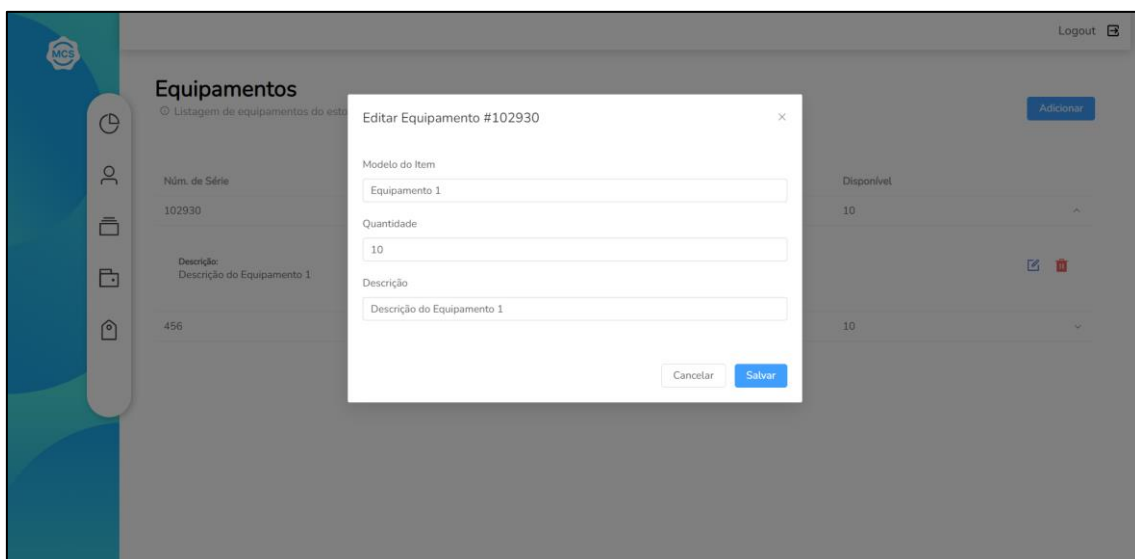 MCS
Logout
Equipamentos
Listagem de equipamentos do
Adicionar
Editar Equipamento #102930
Modelo do Item
Equipamento 1
Quantidade
10
Descrição
Descrição do Equipamento 1
Cancelar
Salvar
Núm. de Série
Disponível
102930
10
Descrição:
Descrição do Equipamento 1
456
10